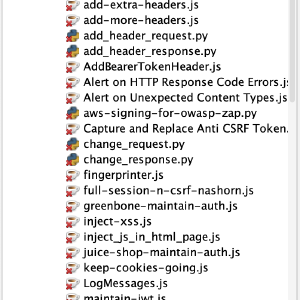 add-extra-headers.js
add-more-headers.js
add_header_request.py
add_header_response.py
AddBearerTokenHeader.js
Alert on HTTP Response Code Errors.js
Alert on Unexpected Content Types.js
aws-signing-for-owasp-zap.py
Capture and Replace Anti CSRF Token.
change_request.py
change_response.py
fingerprinter.js
full-session-n-csrf-nashorn.js
greenbone-maintain-auth.js
inject-xss.js
inject_js_in_html_page.js
juice-shop-maintain-auth.js
keep-cookies-going.js
LogMessages.js
maintain-jwt.js